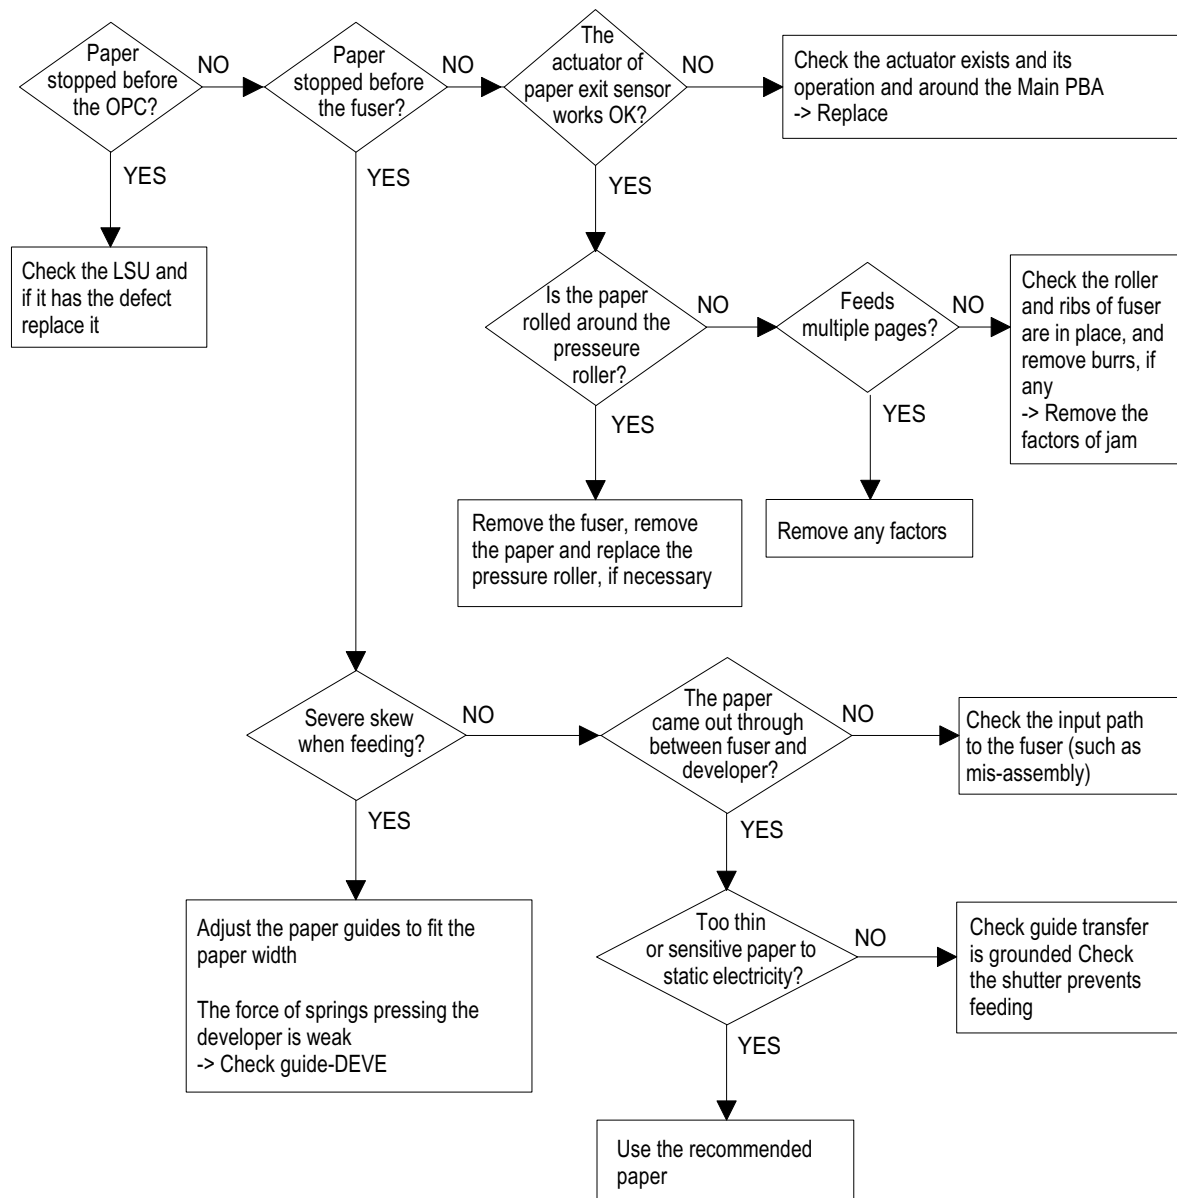 Paper
stopped before
the OPC?
NO
YES
Paper
stopped before
the fuser?
NO
YES
The
actuator of
paper exit sensor
works OK?
NO
YES
Check the actuator exists and its
operation and around the Main PBA
-> Replace
Check the LSU and
if it has the defect
replace it
Is the paper
rolled around the
presseure
roller?
NO
YES
Feeds
multiple pages?
NO
YES
Check the roller
and ribs of fuser
are in place, and
remove burrs, if
any
-> Remove the
factors of jam
Remove the fuser, remove
the paper and replace the
pressure roller, if necessary
Remove any factors
Severe skew
when feeding?
NO
YES
The paper
came out through
between fuser and
developer?
NO
YES
Check the input path
to the fuser (such as
mis-assembly)
Adjust the paper guides to fit the
paper width
The force of springs pressing the
developer is weak
-> Check guide-DEVE
Too thin
or sensitive paper to
static electricity?
NO
YES
Check guide transfer
is grounded Check
the shutter prevents
feeding
Use the recommended
paper